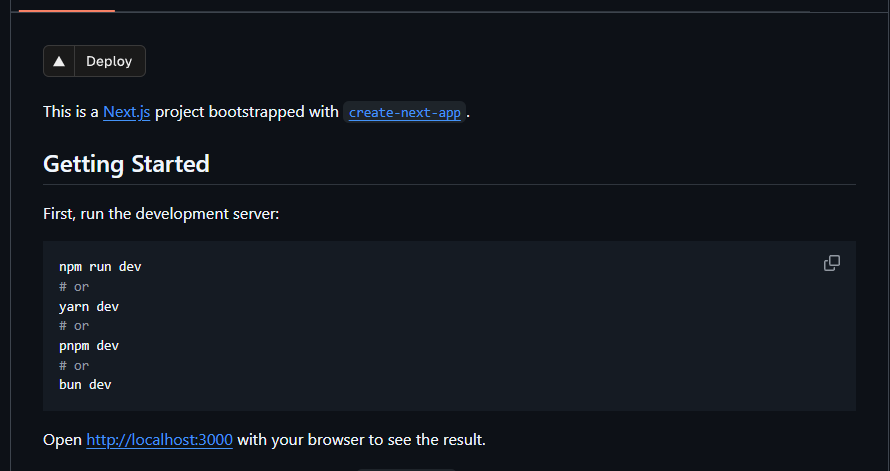 Deploy
This is a Next.js project bootstrapped with create-next-app.
Getting Started
First, run the development server:
npm run dev
# or
yarn dev
# or
pnpm dev
# or
bun dev
Open http://localhost:3000 with your browser to see the result.